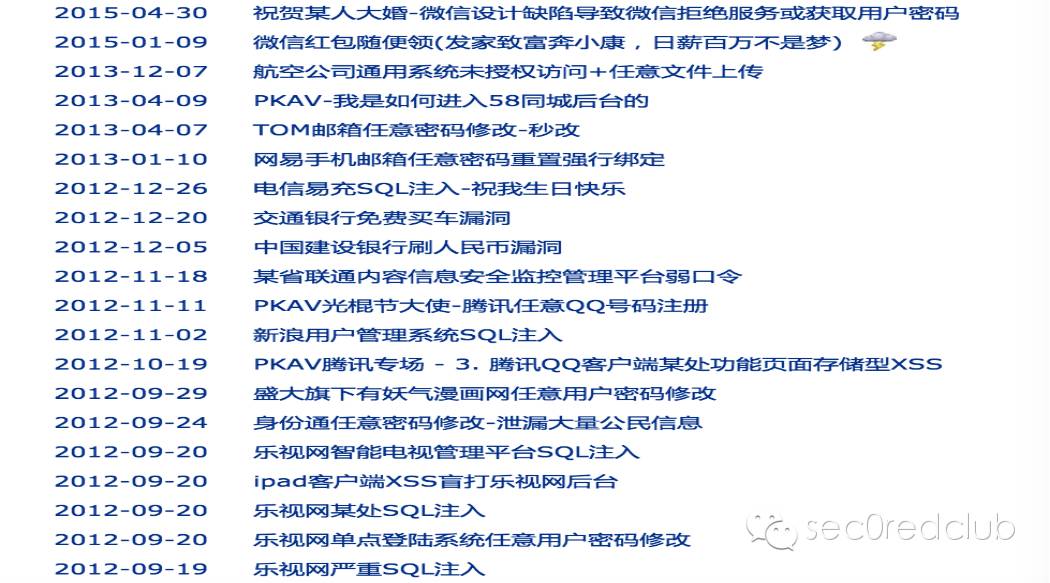 2015-04-30 祝贺某人大婚-微信设计缺陷导致微信拒绝服务或获取用户密码
2015-01-09 微信红包随便领(发家致富奔小康，日薪百万不是梦)
2013-12-07 航空公司通用系统未授权访问+任意文件上传
2013-04-09 PKAV-我是如何进入58同城后台的
2013-04-07 TOM邮箱任意密码修改-秒改
2013-01-10 网易手机邮箱任意密码重置强行绑定
2012-12-26 电信易充SQL注入-祝我生日快乐
2012-12-20 交通银行免费买车漏洞
2012-12-05 中国建设银行刷人民币漏洞
2012-11-18 某省联通内容信息安全监控管理平台弱口令
2012-11-11 PKAV光棍节大使-腾讯任意QQ号码注册
2012-11-02 新浪用户管理系统SQL注入
2012-10-19 PKAV腾讯专场 - 3. 腾讯QQ客户端某处功能页面存储型XSS
2012-09-29 盛大旗下有妖气漫画网任意用户密码修改
2012-09-24 身份通任意密码修改-泄漏大量公民信息
2012-09-20 乐视网智能电视管理平台SQL注入
2012-09-20 ipad客户端XSS盲打乐视网后台
2012-09-20 乐视网某处SQL注入
2012-09-20 乐视网单点登陆系统任意用户密码修改
2012-09-19 乐视网严重SQL注入
sec0redclub